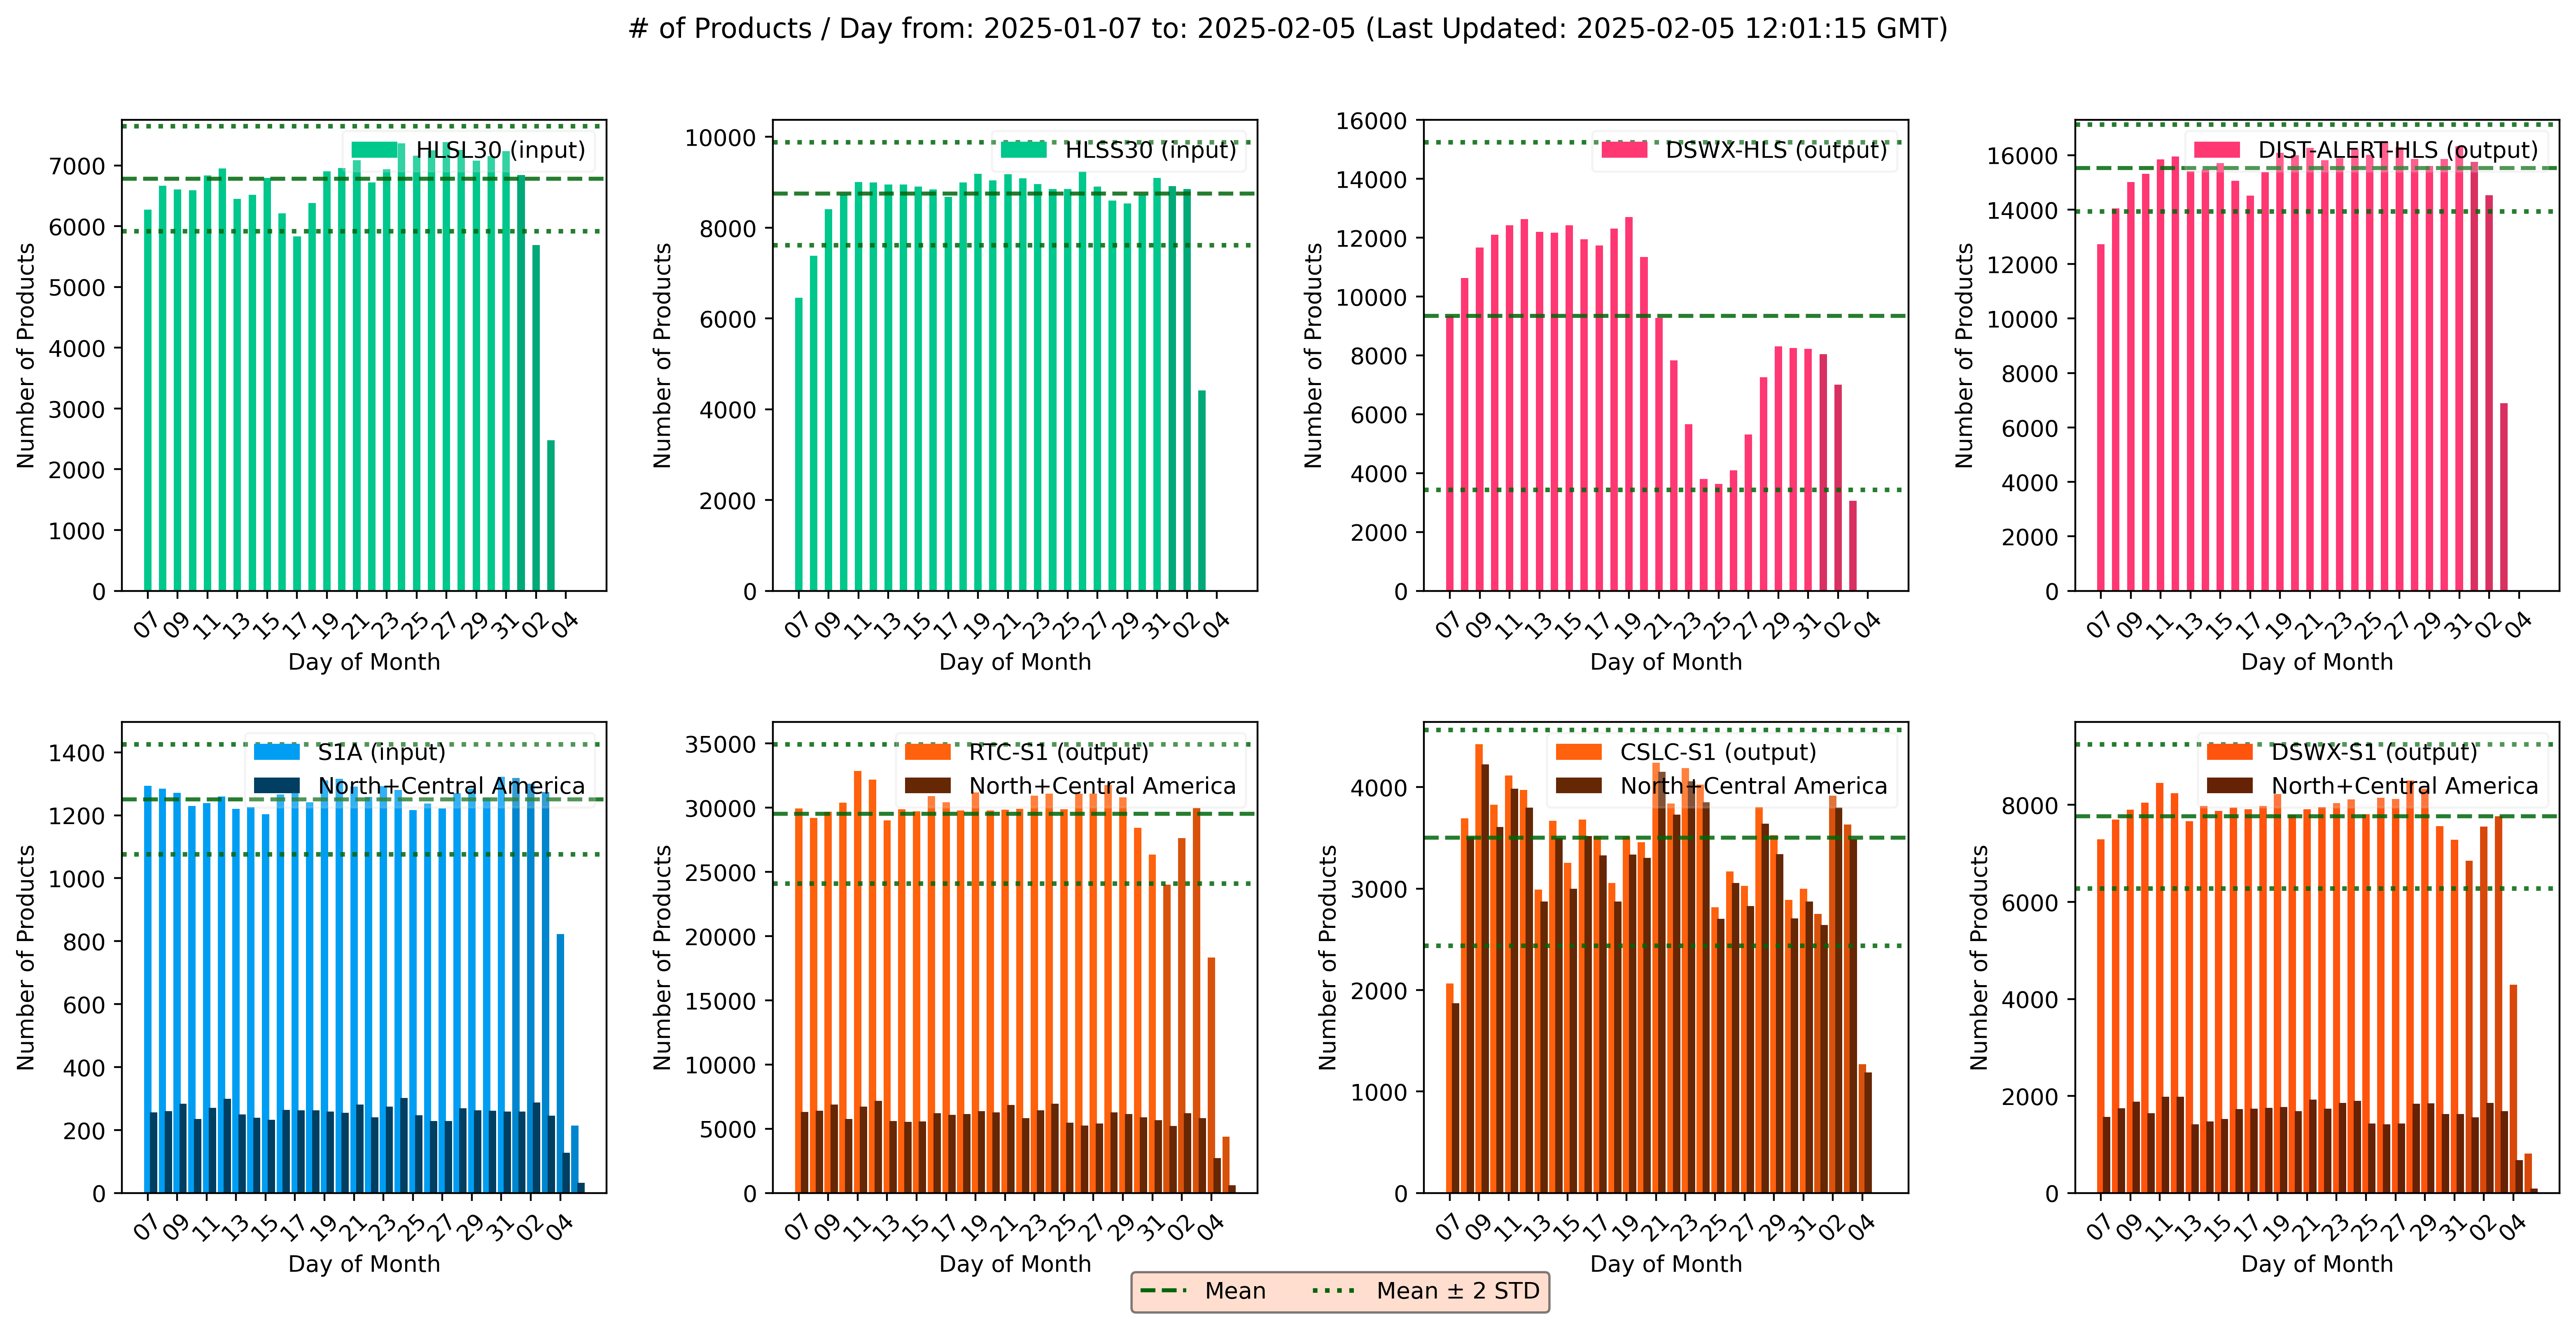 # of Products / Day from: 2025-01-07 to: 2025-02-05 (Last Updated: 2025-02-05 12:01:15 GMT)
Number of Products
7000
6000
5000
4000
3000
2000
1000
0
HLSL30 (input)
07 09 11 13 15 17 19 21 23 25 27 29 31 02 04
Day of Month
Number of Products
10000
8000
6000
4000
2000
0
HLSS30 (input)
07 09 11 13 15 17 19 21 23 25 27 29 31 02 04
Day of Month
Number of Products
16000
14000
12000
10000
8000
6000
4000
2000
0
DSWX-HLS (output)
07 09 11 13 15 17 19 21 23 25 27 29 31 02 04
Day of Month
Number of Products
16000
14000
12000
10000
8000
6000
4000
2000
0
DIST-ALERT-HLS (output)
07 09 11 13 15 17 19 21 23 25 27 29 31 02 04
Day of Month
Number of Products
1400
1200
1000
800
600
400
200
0
S1A (input)
North+Central America
07 09 11 13 15 17 19 21 23 25 27 29 31 02 04
Day of Month
Number of Products
35000
30000
25000
20000
15000
10000
5000
0
RTC-S1 (output)
North+Central America
07 09 11 13 15 17 19 21 23 25 27 29 31 02 04
Day of Month
Number of Products
4000
3000
2000
1000
0
CSLC-S1 (output)
North+Central America
07 09 11 13 15 17 19 21 23 25 27 29 31 02 04
Day of Month
Number of Products
8000
6000
4000
2000
0
DSWX-S1 (output)
North+Central America
07 09 11 13 15 17 19 21 23 25 27 29 31 02 04
Day of Month
Mean
Mean ± 2 STD